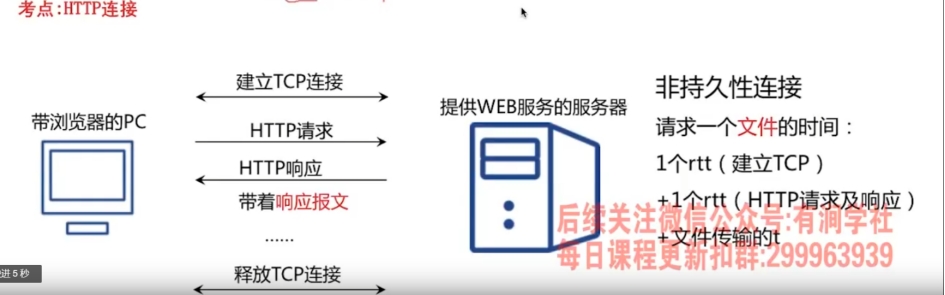 考点:HTTP连接
建立TCP连接
带浏览器的PC
HTTP请求
HTTP响应
带着响应报文
......
释放TCP连接
提供WEB服务的服务器
非持久性连接
请求一个文件的时间：
1个rtt（建立TCP）
+1个rtt（HTTP请求及响应）
+文件传输的t
后续关注微信公众号:有涧学社
每日课程更新扣群:299963939
进5秒